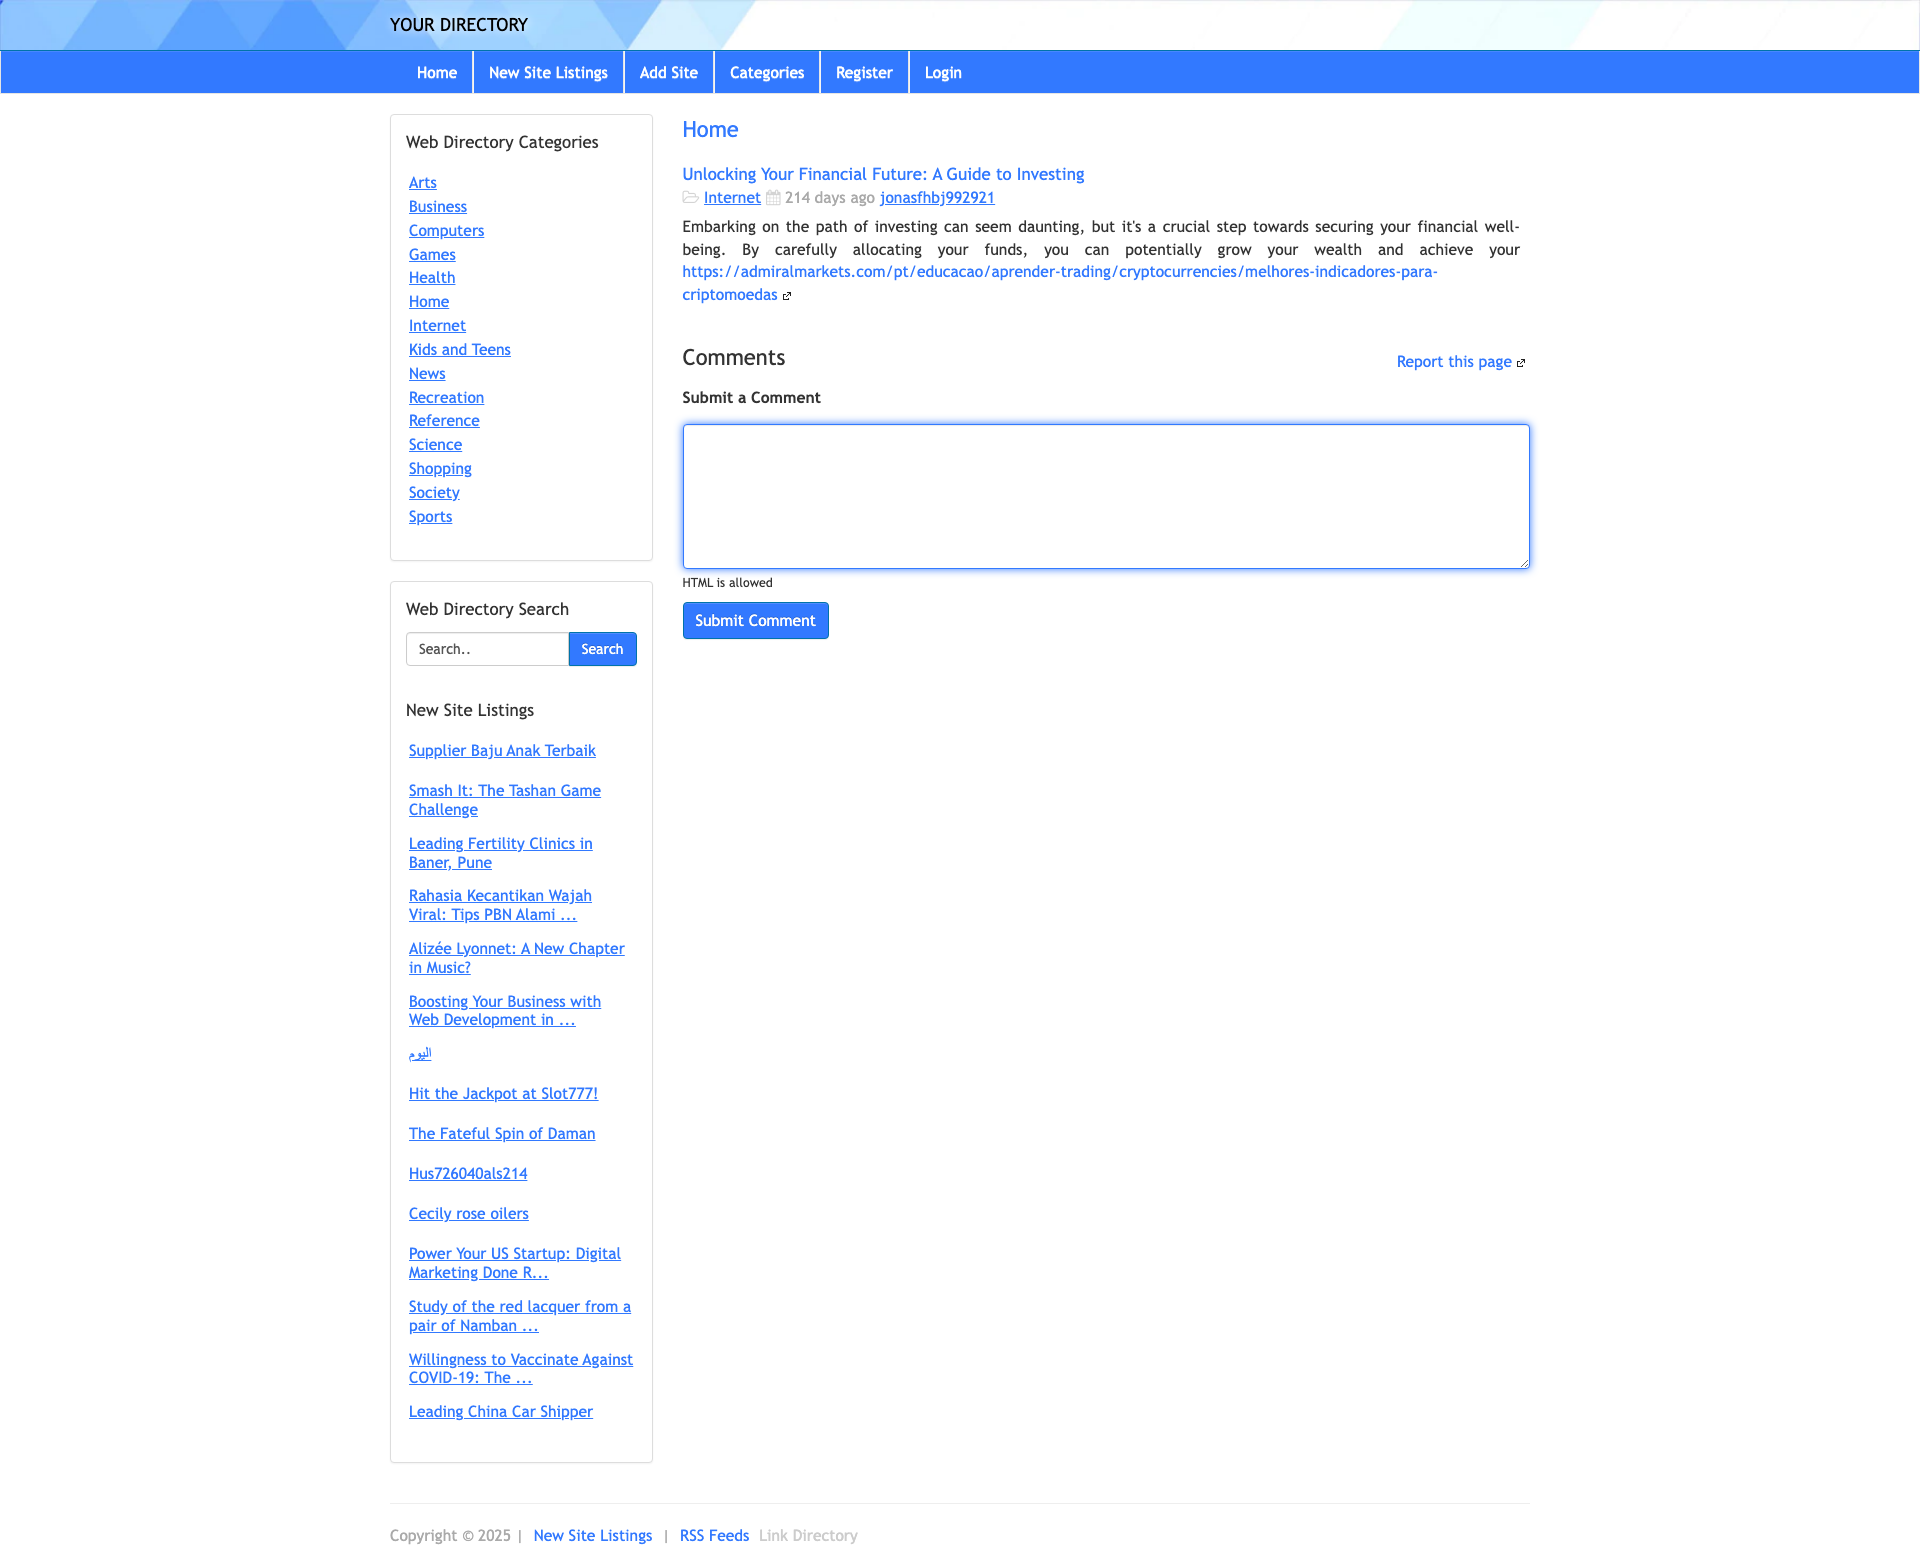 YOUR DIRECTORY
Home
New Site Listings
Add Site
Categories
Register
Login
Web Directory Categories
Arts
Business
Computers
Games
Health
Home
Internet
Kids and Teens
News
Recreation
Reference
Science
Shopping
Society
Sports
Web Directory Search
Search..
Search
New Site Listings
Supplier Baju Anak Terbaik
Smash It: The Tashan Game
Challenge
Leading Fertility Clinics in
Baner, Pune
Rahasia Kecantikan Wajah
Viral: Tips PBN Alami ...
Alizée Lyonnet: A New Chapter
in Music?
Boosting Your Business with
Web Development in ...
اليوم
Hit the Jackpot at Slot777!
The Fateful Spin of Daman
Hus726040als214
Cecily rose oilers
Power Your US Startup: Digital
Marketing Done R...
Study of the red lacquer from a
pair of Namban ...
Willingness to Vaccinate Against
COVID-19: The ...
Leading China Car Shipper
Home
Unlocking Your Financial Future: A Guide to Investing
Internet 214 days ago jonasfhbj992921
Embarking on the path of investing can seem daunting, but it's a crucial step towards securing your financial well-
being. By carefully allocating your funds, you can potentially grow your wealth and achieve your
https://admiralmarkets.com/pt/educacao/aprender-trading/cryptocurrencies/melhores-indicadores-para-
criptomoedas
Comments
Report this page
Submit a Comment
HTML is allowed
Submit Comment
Copyright © 2025 | New Site Listings | RSS Feeds Link Directory